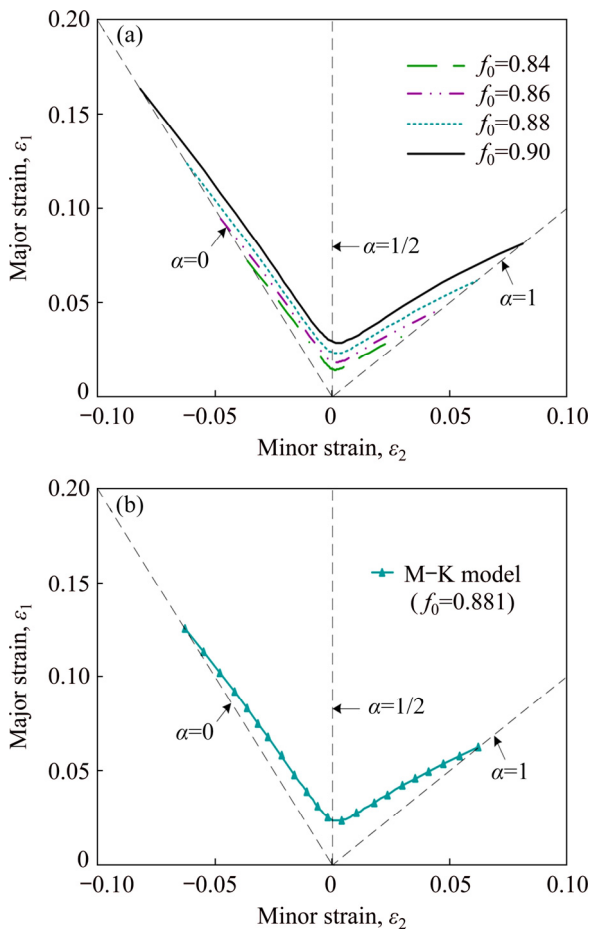 (a)
f₀=0.84
f₀=0.86
f₀=0.88
f₀=0.90
0.20
0.15
0.10
0.05
0
Major strain, ε₁
α=0
α=1/2
α=1
−0.10
−0.05
0
0.05
0.10
Minor strain, ε₂
(b)
M−K model
(f₀=0.881)
0.20
0.15
0.10
0.05
0
Major strain, ε₁
α=0
α=1/2
α=1
−0.10
−0.05
0
0.05
0.10
Minor strain, ε₂